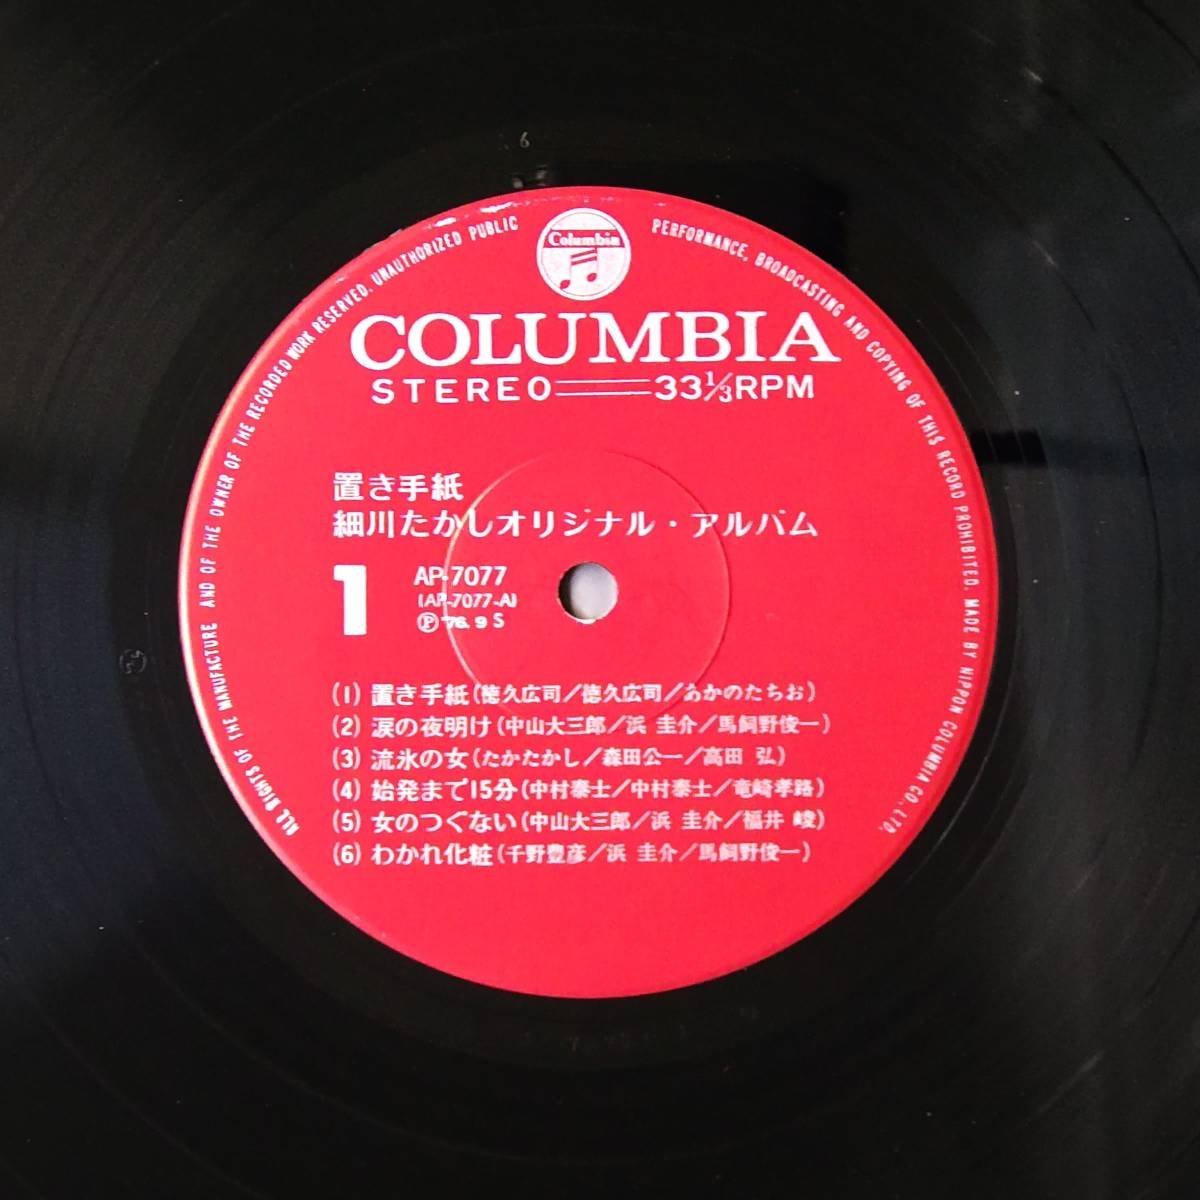 6
ALL RIGHTS OF THE MANUFACTURE AND OF THE OWNER OF THE RECORDED WORK RESERVED. UNAUTHORIZED PUBLIC PERFORMANCE, BROADCASTING AND COPYING OF THIS RECORD PROHIBITED. MADE BY NIPPON COLUMBIA CO., LTD.
Columbia
COLUMBIA
STEREO 33⅓RPM
置き手紙
細川たかしオリジナル・アルバム
1
AP-7077
(AP-7077-A)
Ⓟ '76. 9 S
(1) 置き手紙(徳久広司/徳久広司/あかのたちお)
(2) 涙の夜明け(中山大三郎/浜 圭介/馬飼野俊一)
(3) 流氷の女(たかたかし/森田公一/高田 弘)
(4) 始発まで15分(中村泰士/中村泰士/竜崎孝路)
(5) 女のつぐない(中山大三郎/浜 圭介/福井 峻)
(6) わかれ化粧(千野豊彦/浜 圭介/馬飼野俊一)